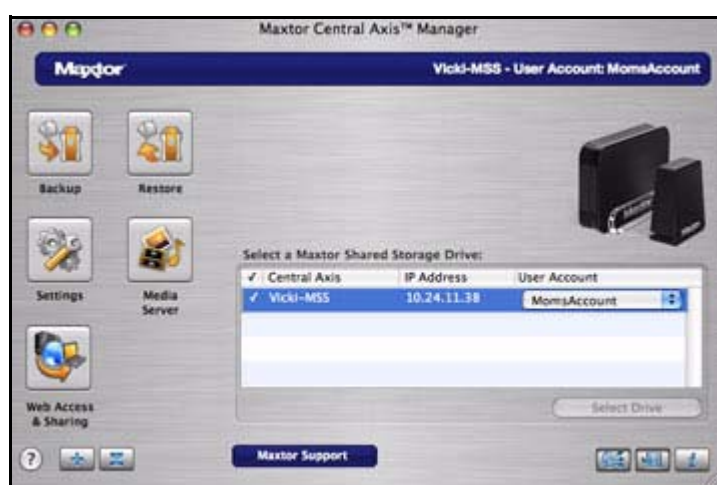 Maxtor Central Axis™ Manager
Maxtor
Vicki-MSS - User Account: MomsAccount
Backup
Restore
Settings
Media
Server
Web Access
& Sharing
Maxtor
Select a Maxtor Shared Storage Drive:
✓ Central Axis IP Address User Account
✓ Vicki-MSS 10.24.11.38 MomsAccount
Select Drive
?
Maxtor Support
i